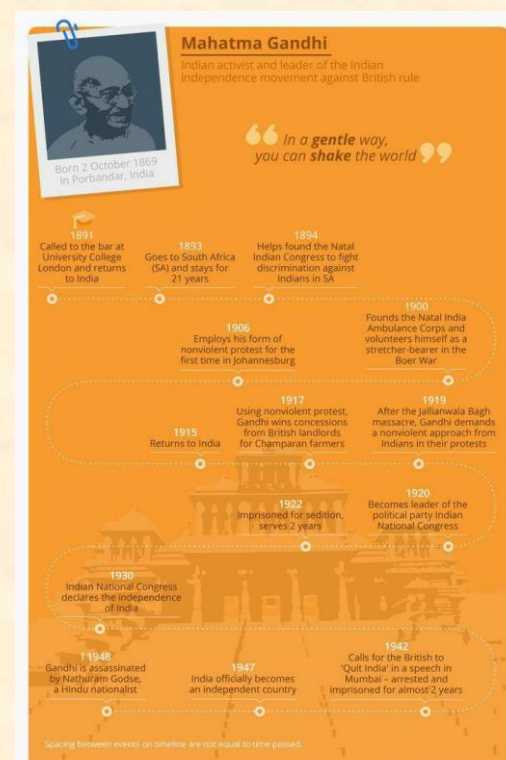 Mahatma Gandhi
Indian activist and leader of the Indian
independence movement against British rule
“ In a gentle way,
you can shake the world ”
Born 2 October 1869
in Porbandar, India
1891
Called to the bar at
University College
London and returns
to India
1893
Goes to South Africa
(SA) and stays for
21 years
1894
Helps found the Natal
Indian Congress to fight
discrimination against
Indians in SA
1900
Founds the Natal India
Ambulance Corps and
volunteers himself as a
stretcher-bearer in the
Boer War
1906
Employs his form of
nonviolent protest for the
first time in Johannesburg
1915
Returns to India
1917
Using nonviolent protest,
Gandhi wins concessions
from British landlords
for Champaran farmers
1919
After the Jallianwala Bagh
massacre, Gandhi demands
a nonviolent approach from
Indians in their protests
1920
Becomes leader of the
political party Indian
National Congress
1922
Imprisoned for sedition,
serves 2 years
1930
Indian National Congress
declares the independence
of India
1942
Calls for the British to
'Quit India' in a speech in
Mumbai – arrested and
imprisoned for almost 2 years
1947
India officially becomes
an independent country
1948
Gandhi is assassinated
by Nathuram Godse,
a Hindu nationalist
Spacing between events on timeline are not equal to time passed.